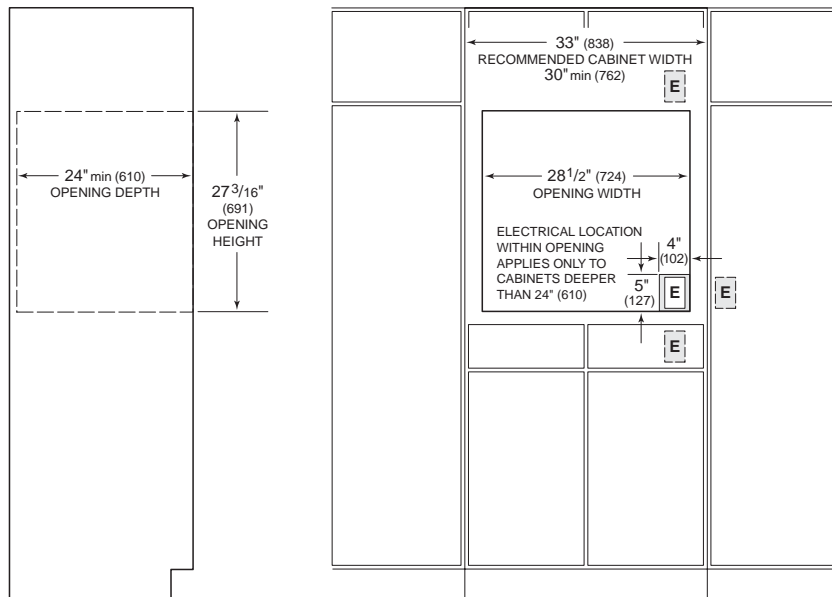 33" (838)
RECOMMENDED CABINET WIDTH
30" min (762)
E
24" min (610)
OPENING DEPTH
27 3/16"
(691)
OPENING
HEIGHT
28 1/2" (724)
OPENING WIDTH
ELECTRICAL LOCATION
WITHIN OPENING
APPLIES ONLY TO
CABINETS DEEPER
THAN 24" (610)
4"
(102)
5"
(127)
E
E
E